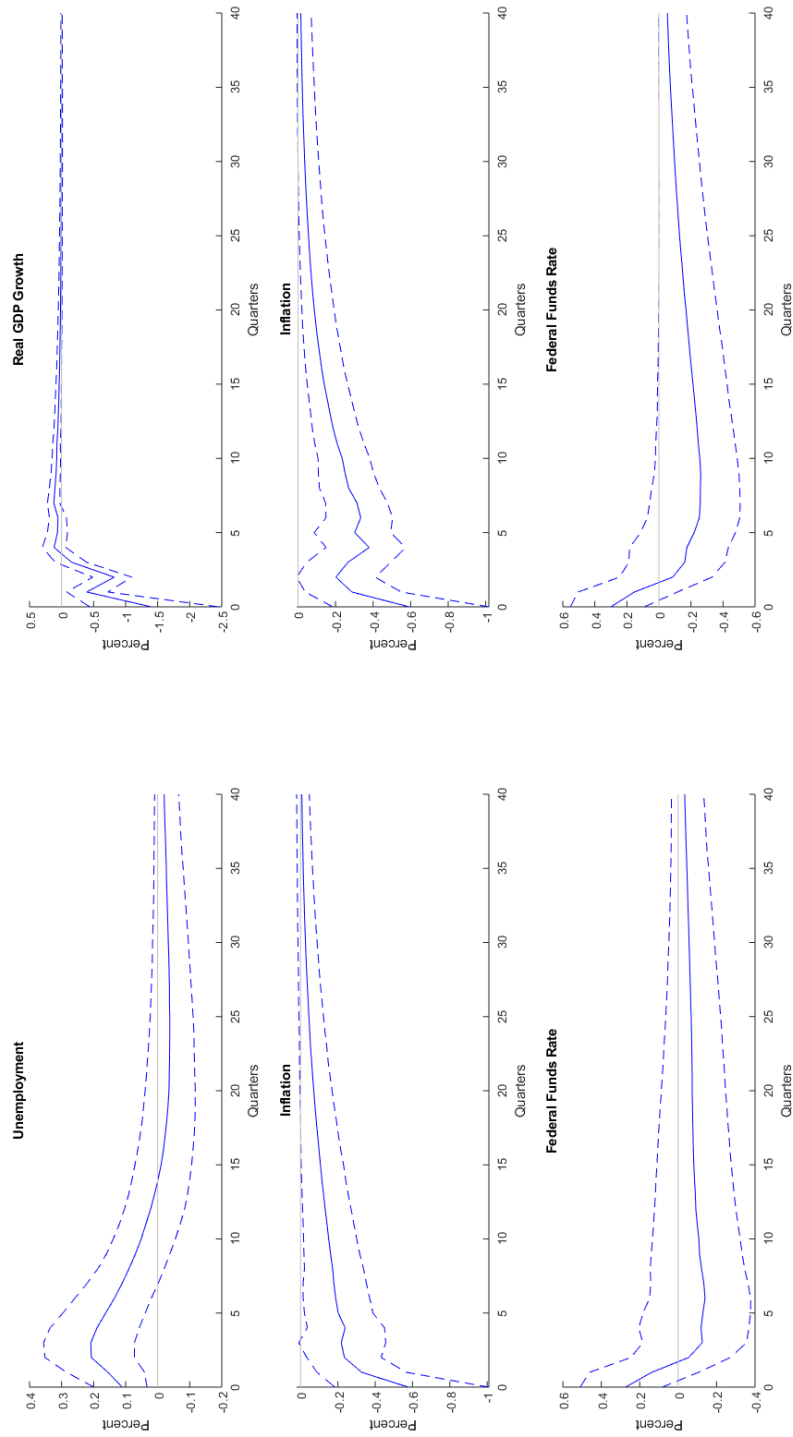 Unemployment
Percent
0.4
0.3
0.2
0.1
0
-0.1
-0.2
0 5 10 15 20 25 30 35 40
Quarters
Real GDP Growth
Percent
0.5
0
-0.5
-1
-1.5
-2
-2.5
0 5 10 15 20 25 30 35 40
Quarters
Inflation
Percent
0
-0.2
-0.4
-0.6
-0.8
-1
0 5 10 15 20 25 30 35 40
Quarters
Inflation
Percent
0
-0.2
-0.4
-0.6
-0.8
-1
0 5 10 15 20 25 30 35 40
Quarters
Federal Funds Rate
Percent
0.6
0.4
0.2
0
-0.2
-0.4
0 5 10 15 20 25 30 35 40
Quarters
Federal Funds Rate
Percent
0.6
0.4
0.2
0
-0.2
-0.4
-0.6
0 5 10 15 20 25 30 35 40
Quarters